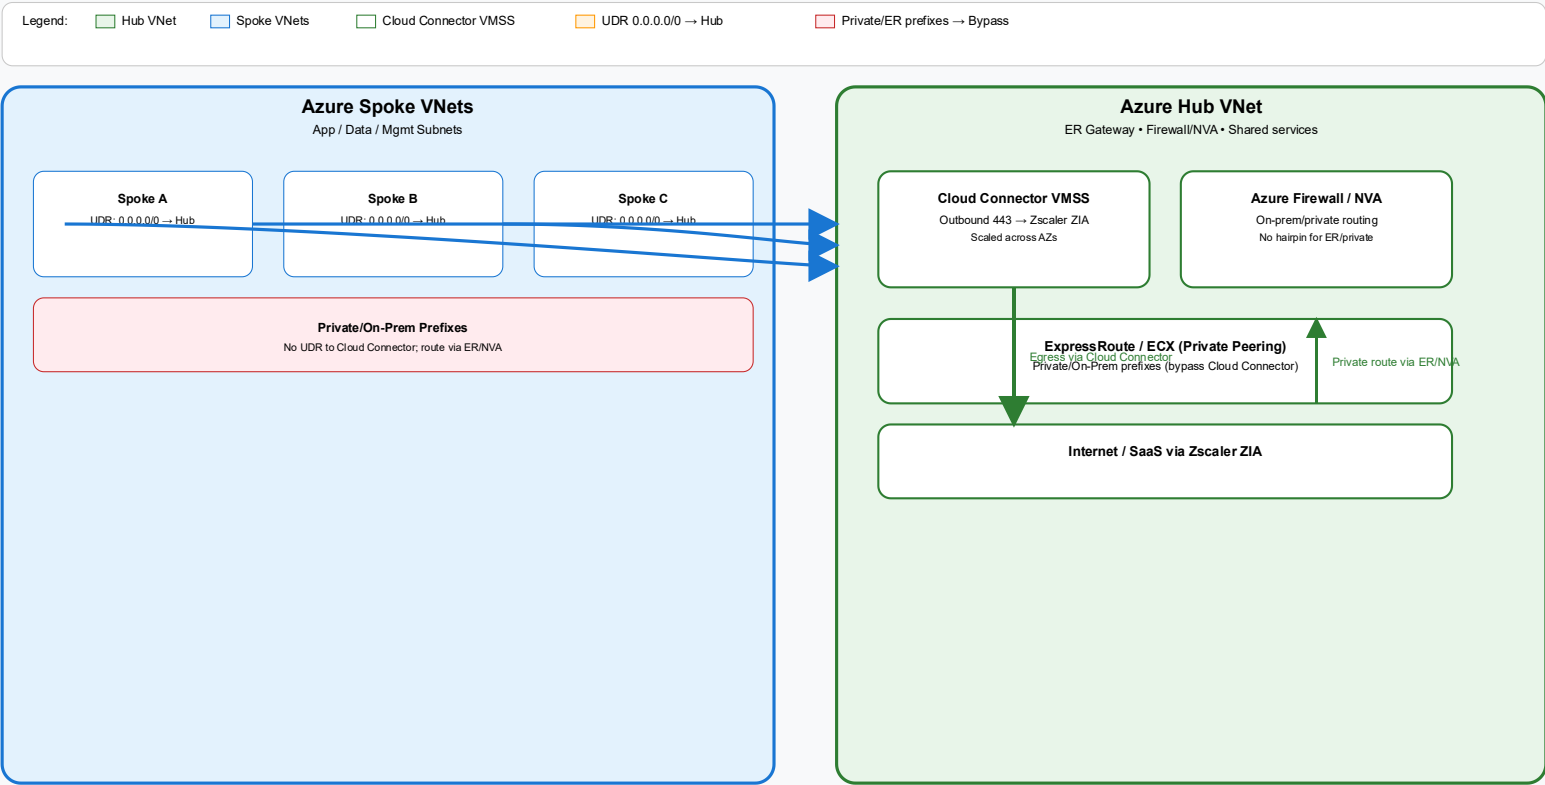 Legend: Hub VNet Spoke VNets Cloud Connector VMSS UDR 0.0.0.0/0 → Hub Private/ER prefixes → Bypass
Azure Spoke VNets
App / Data / Mgmt Subnets
Spoke A
UDR: 0.0.0.0/0 → Hub
Spoke B
UDR: 0.0.0.0/0 → Hub
Spoke C
UDR: 0.0.0.0/0 → Hub
Private/On-Prem Prefixes
No UDR to Cloud Connector; route via ER/NVA
Azure Hub VNet
ER Gateway • Firewall/NVA • Shared services
Cloud Connector VMSS
Outbound 443 → Zscaler ZIA
Scaled across AZs
Azure Firewall / NVA
On-prem/private routing
No hairpin for ER/private
ExpressRoute / ECX (Private Peering)
Egress via Cloud Connector
Private/On-Prem prefixes (bypass Cloud Connector)
Private route via ER/NVA
Internet / SaaS via Zscaler ZIA